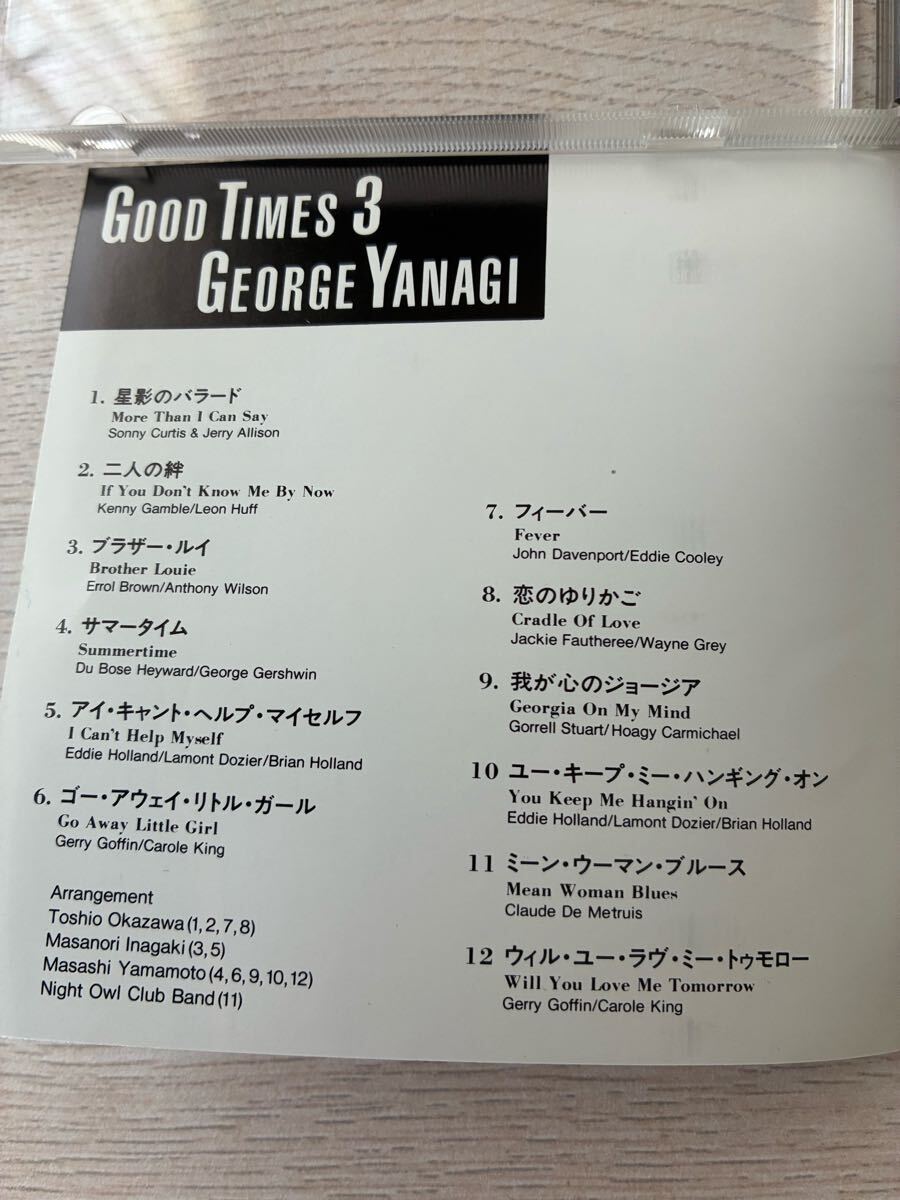 GOOD TIMES 3
GEORGE YANAGI
1. 星影のバラード
More Than I Can Say
Sonny Curtis & Jerry Allison
2. 二人の絆
If You Don't Know Me By Now
Kenny Gamble/Leon Huff
3. ブラザー・ルイ
Brother Louie
Errol Brown/Anthony Wilson
4. サマータイム
Summertime
Du Bose Heyward/George Gershwin
5. アイ・キャント・ヘルプ・マイセルフ
I Can't Help Myself
Eddie Holland/Lamont Dozier/Brian Holland
6. ゴー・アウェイ・リトル・ガール
Go Away Little Girl
Gerry Goffin/Carole King
Arrangement
Toshio Okazawa (1, 2, 7, 8)
Masanori Inagaki (3, 5)
Masashi Yamamoto (4, 6, 9, 10, 12)
Night Owl Club Band (11)
7. フィーバー
Fever
John Davenport/Eddie Cooley
8. 恋のゆりかご
Cradle Of Love
Jackie Fautheree/Wayne Grey
9. 我が心のジョージア
Georgia On My Mind
Gorrell Stuart/Hoagy Carmichael
10 ユー・キープ・ミー・ハンギング・オン
You Keep Me Hangin' On
Eddie Holland/Lamont Dozier/Brian Holland
11 ミーン・ウーマン・ブルース
Mean Woman Blues
Claude De Metruis
12 ウィル・ユー・ラヴ・ミー・トゥモロー
Will You Love Me Tomorrow
Gerry Goffin/Carole King